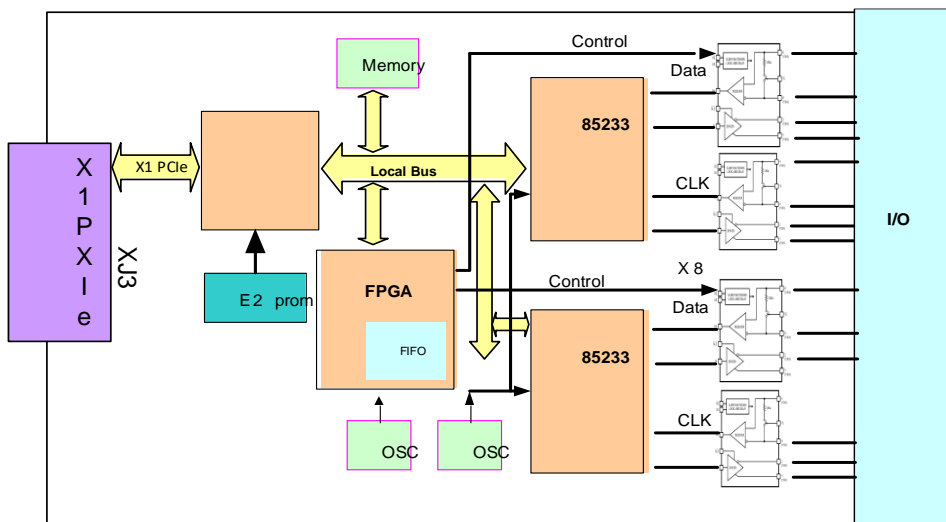 Control
Memory
Data
85233
X1 PCIe
Local Bus
X1PXIe
XJ3
CLK
I/O
E2 prom
FPGA
Control
X 8
Data
FIFO
85233
CLK
OSC
OSC